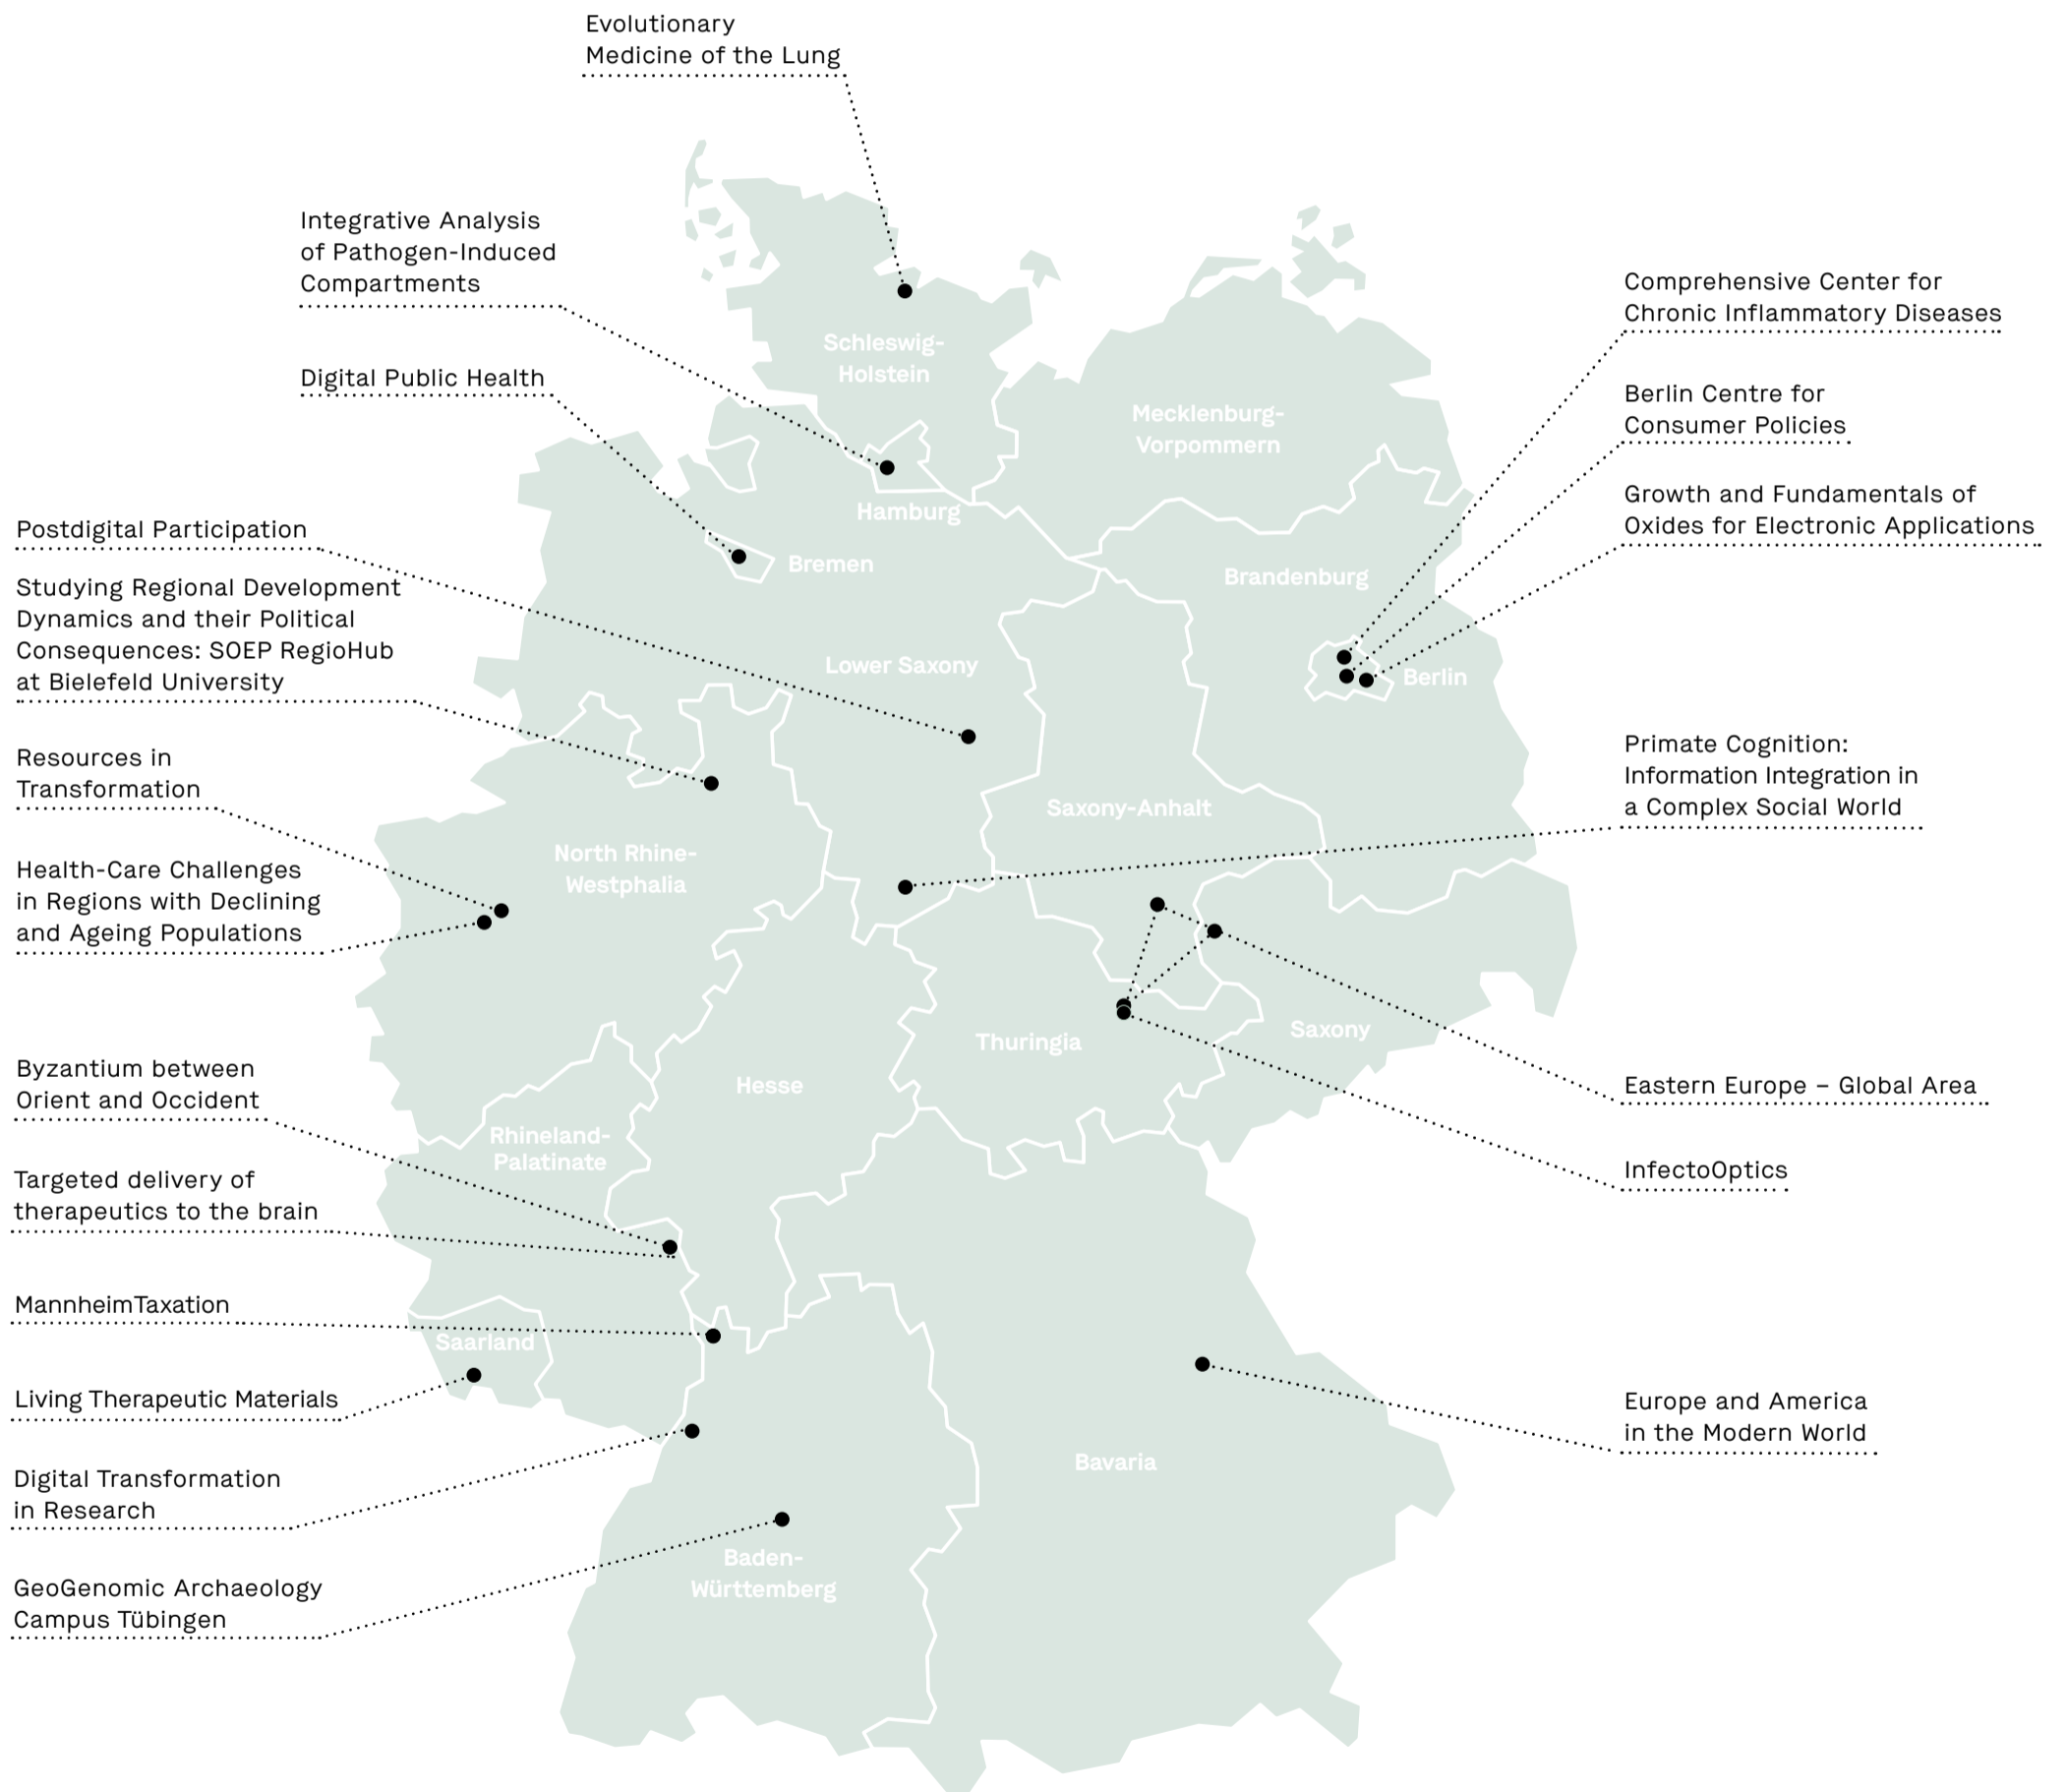 Evolutionary
Medicine of the Lung
Integrative Analysis
of Pathogen-Induced
Compartments
Digital Public Health
Postdigital Participation
Studying Regional Development
Dynamics and their Political
Consequences: SOEP RegioHub
at Bielefeld University
Resources in
Transformation
Health-Care Challenges
in Regions with Declining
and Ageing Populations
Byzantium between
Orient and Occident
Targeted delivery of
therapeutics to the brain
MannheimTaxation
Living Therapeutic Materials
Digital Transformation
in Research
GeoGenomic Archaeology
Campus Tübingen
Schleswig-
Holstein
Mecklenburg-
Vorpommern
Hamburg
Bremen
Brandenburg
Lower Saxony
Berlin
Saxony-Anhalt
North Rhine-
Westphalia
Saxony
Thuringia
Hesse
Rhineland-
Palatinate
Saarland
Bavaria
Baden-
Württemberg
Comprehensive Center for
Chronic Inflammatory Diseases
Berlin Centre for
Consumer Policies
Growth and Fundamentals of
Oxides for Electronic Applications
Primate Cognition:
Information Integration in
a Complex Social World
Eastern Europe – Global Area
InfectoOptics
Europe and America
in the Modern World